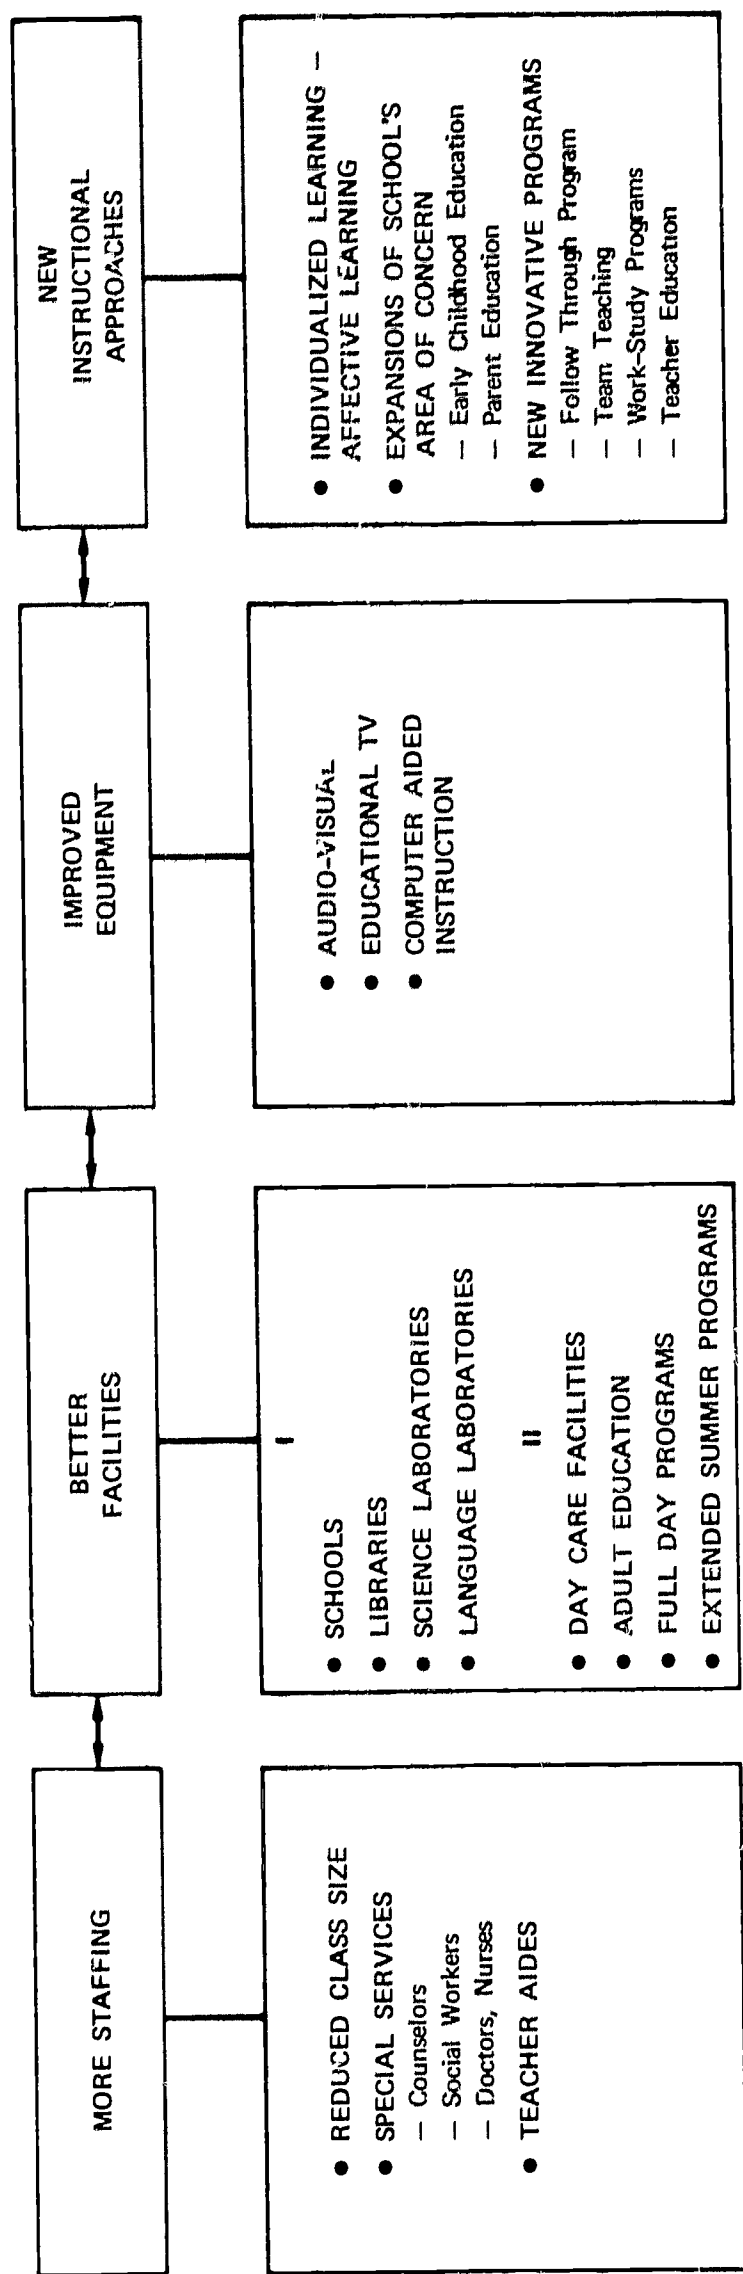 MORE STAFFING
● REDUCED CLASS SIZE
● SPECIAL SERVICES
— Counselors
— Social Workers
— Doctors, Nurses
● TEACHER AIDES
BETTER
FACILITIES
I
● SCHOOLS
● LIBRARIES
● SCIENCE LABORATORIES
● LANGUAGE LABORATORIES
II
● DAY CARE FACILITIES
● ADULT EDUCATION
● FULL DAY PROGRAMS
● EXTENDED SUMMER PROGRAMS
IMPROVED
EQUIPMENT
● AUDIO-VISUAL
● EDUCATIONAL TV
● COMPUTER AIDED
INSTRUCTION
NEW
INSTRUCTIONAL
APPROACHES
● INDIVIDUALIZED LEARNING —
AFFECTIVE LEARNING
● EXPANSIONS OF SCHOOL'S
AREA OF CONCERN
— Early Childhood Education
— Parent Education
● NEW INNOVATIVE PROGRAMS
— Follow Through Program
— Team Teaching
— Work-Study Programs
— Teacher Education